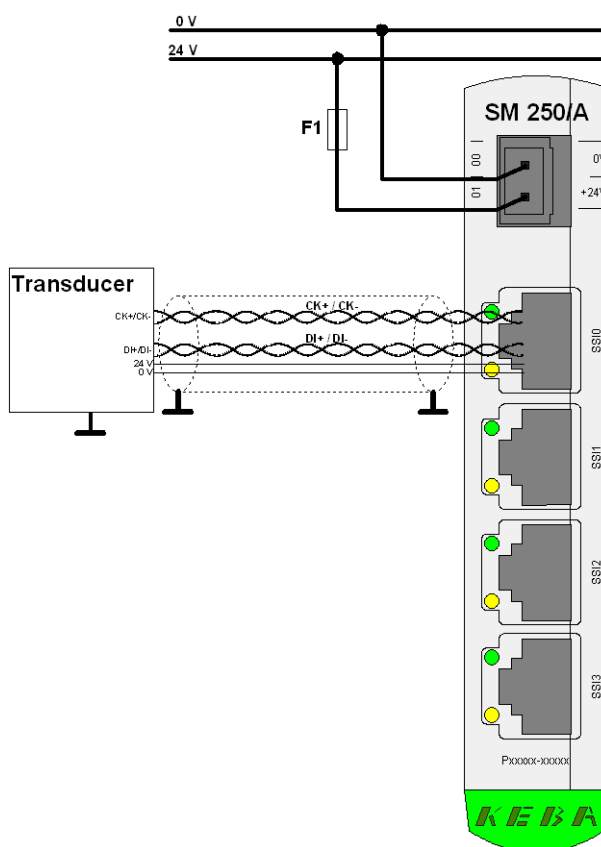 0 V
24 V
SM 250/A
F1
00
01
0V
+24V
Transducer
CK+/CK-
CK+ / CK-
DI+ / DI-
DI+/DI-
24 V
0 V
SSI0
SSI1
SSI2
SSI3
Pxxxxx-xxxxx
KEBA